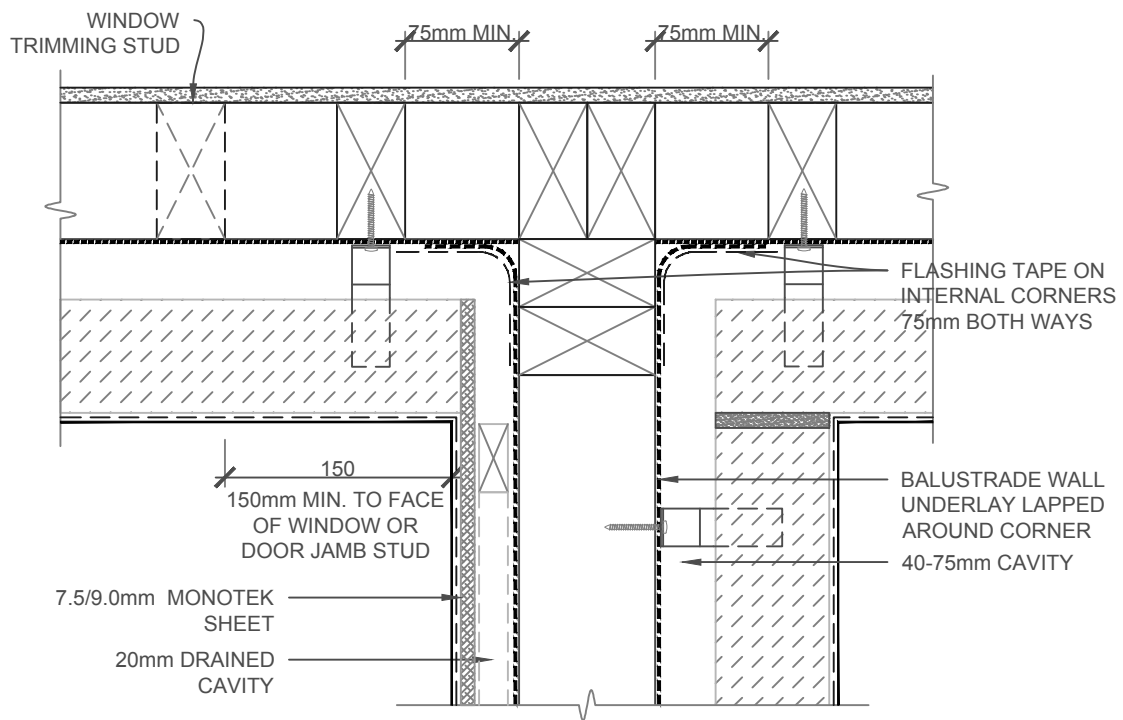 WINDOW
TRIMMING STUD
75mm MIN.
75mm MIN.
FLASHING TAPE ON
INTERNAL CORNERS
75mm BOTH WAYS
150
150mm MIN. TO FACE
OF WINDOW OR
DOOR JAMB STUD
BALUSTRADE WALL
UNDERLAY LAPPED
AROUND CORNER
40-75mm CAVITY
7.5/9.0mm MONOTEK
SHEET
20mm DRAINED
CAVITY